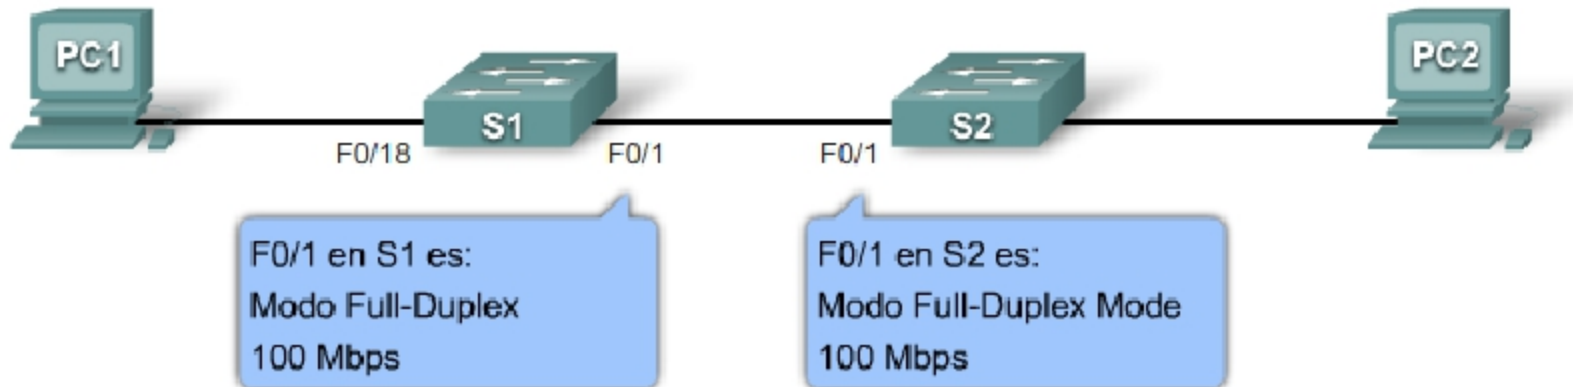 PC1
PC2
S1
S2
F0/18
F0/1
F0/1
F0/1 en S1 es:
Modo Full-Duplex
100 Mbps
F0/1 en S2 es:
Modo Full-Duplex Mode
100 Mbps